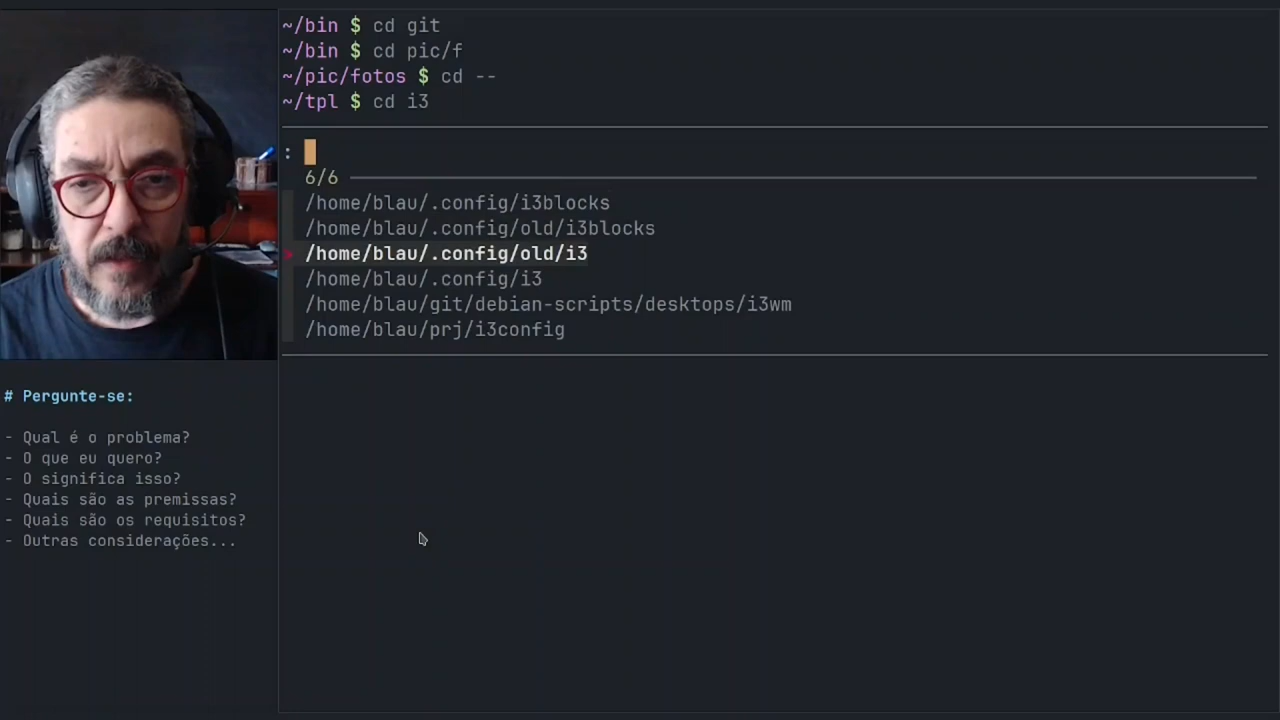 ~/bin $ cd git
~/bin $ cd pic/f
~/pic/fotos $ cd --
~/tpl $ cd i3
:
6/6
/home/blau/.config/i3blocks
/home/blau/.config/old/i3blocks
> /home/blau/.config/old/i3
/home/blau/.config/i3
/home/blau/git/debian-scripts/desktops/i3wm
/home/blau/prj/i3config
# Pergunte-se:
- Qual é o problema?
- O que eu quero?
- O significa isso?
- Quais são as premissas?
- Quais são os requisitos?
- Outras considerações...